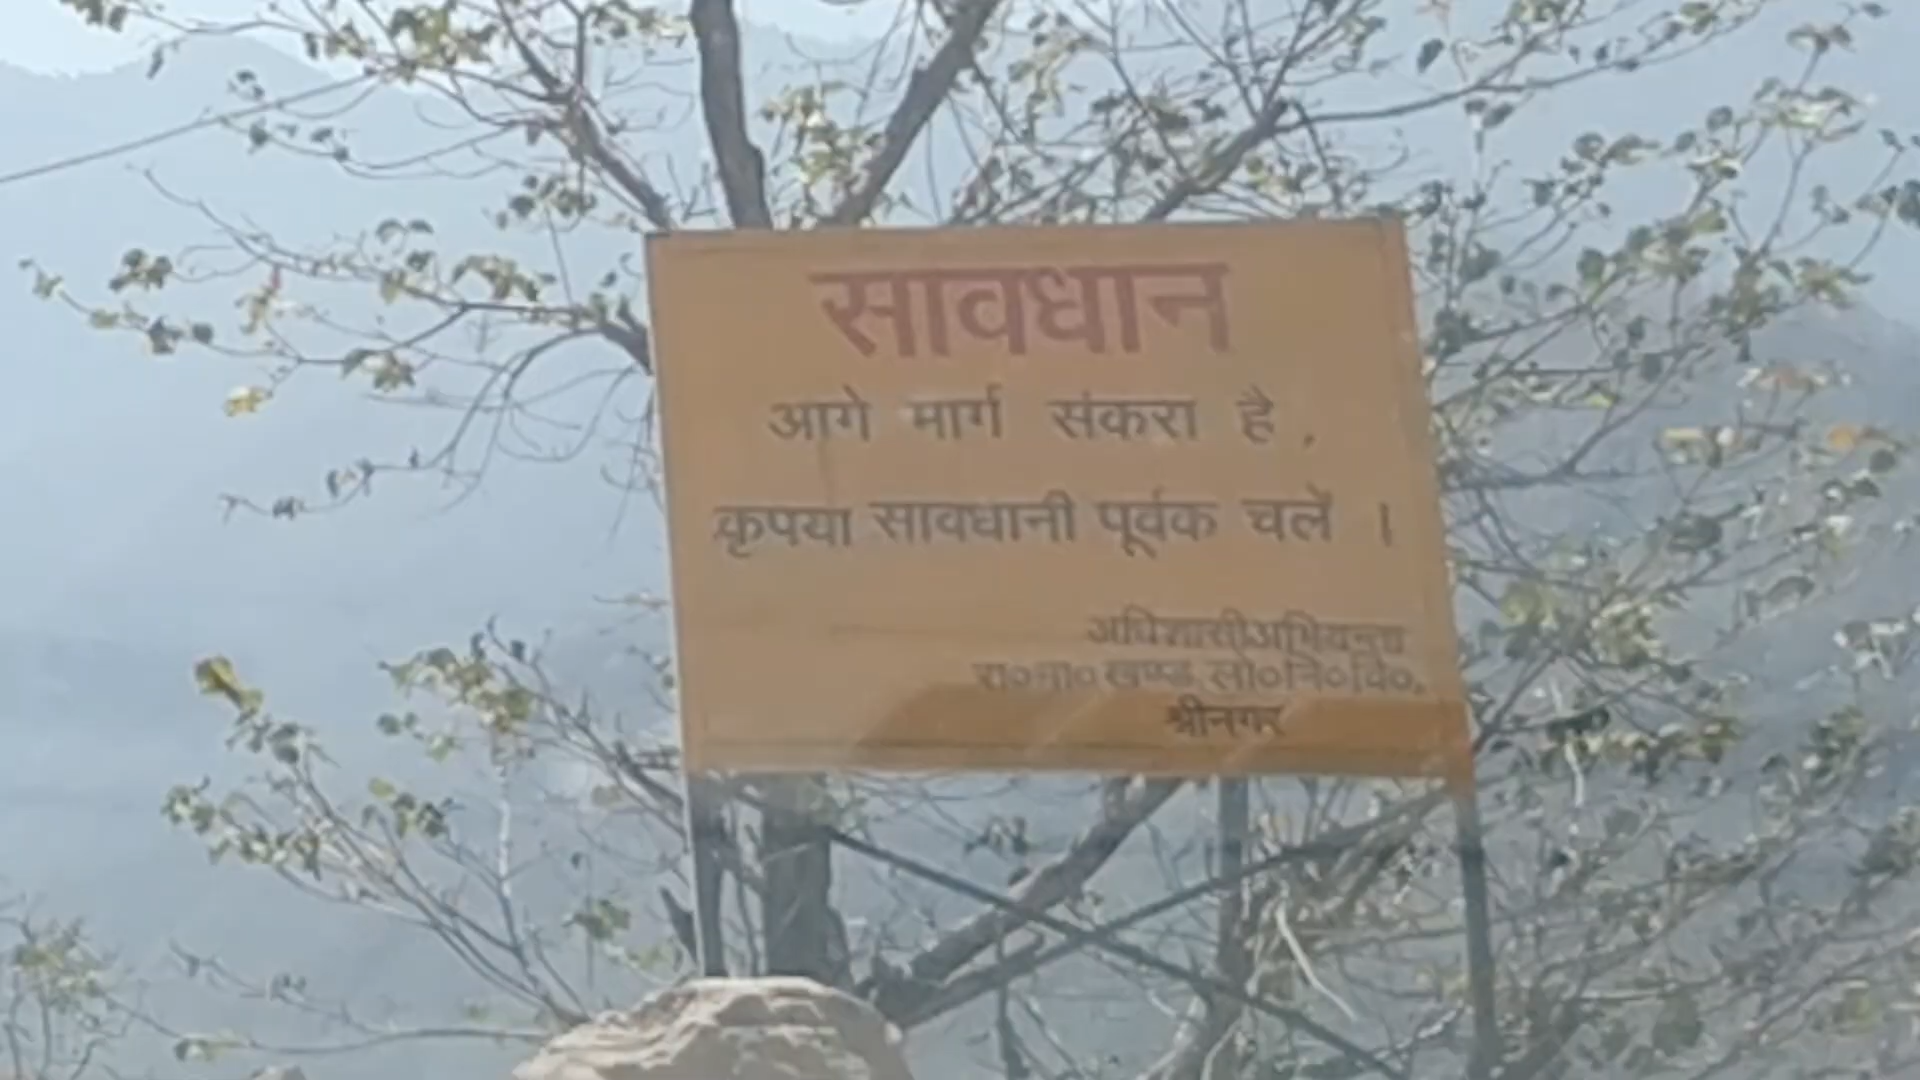 सावधान
आगे मार्ग संकरा है,
कृपया सावधानी पूर्वक चलें ।
अधिशासी अभियन्ता
रा०मा० खण्ड लो०नि०वि०,
श्रीनगर